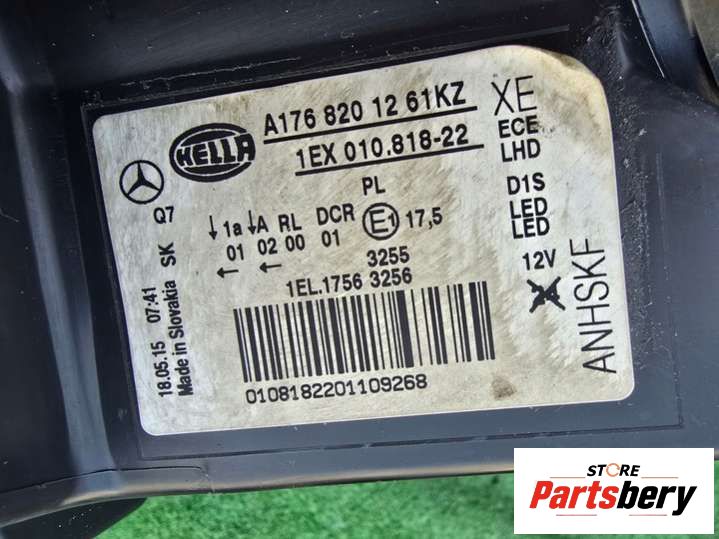 HELLA
A176 820 12 61KZ
1EX 010.818-22
XE
ECE
LHD
D1S
LED
LED
12V
ANHSKF
PL
1a A RL DCR E1 17,5
01 02 00 01
3255
1EL.1756 3256
0108182201109268
Q7
SK
18.05.15 07:41
Made in Slovakia
STORE
Partsbery